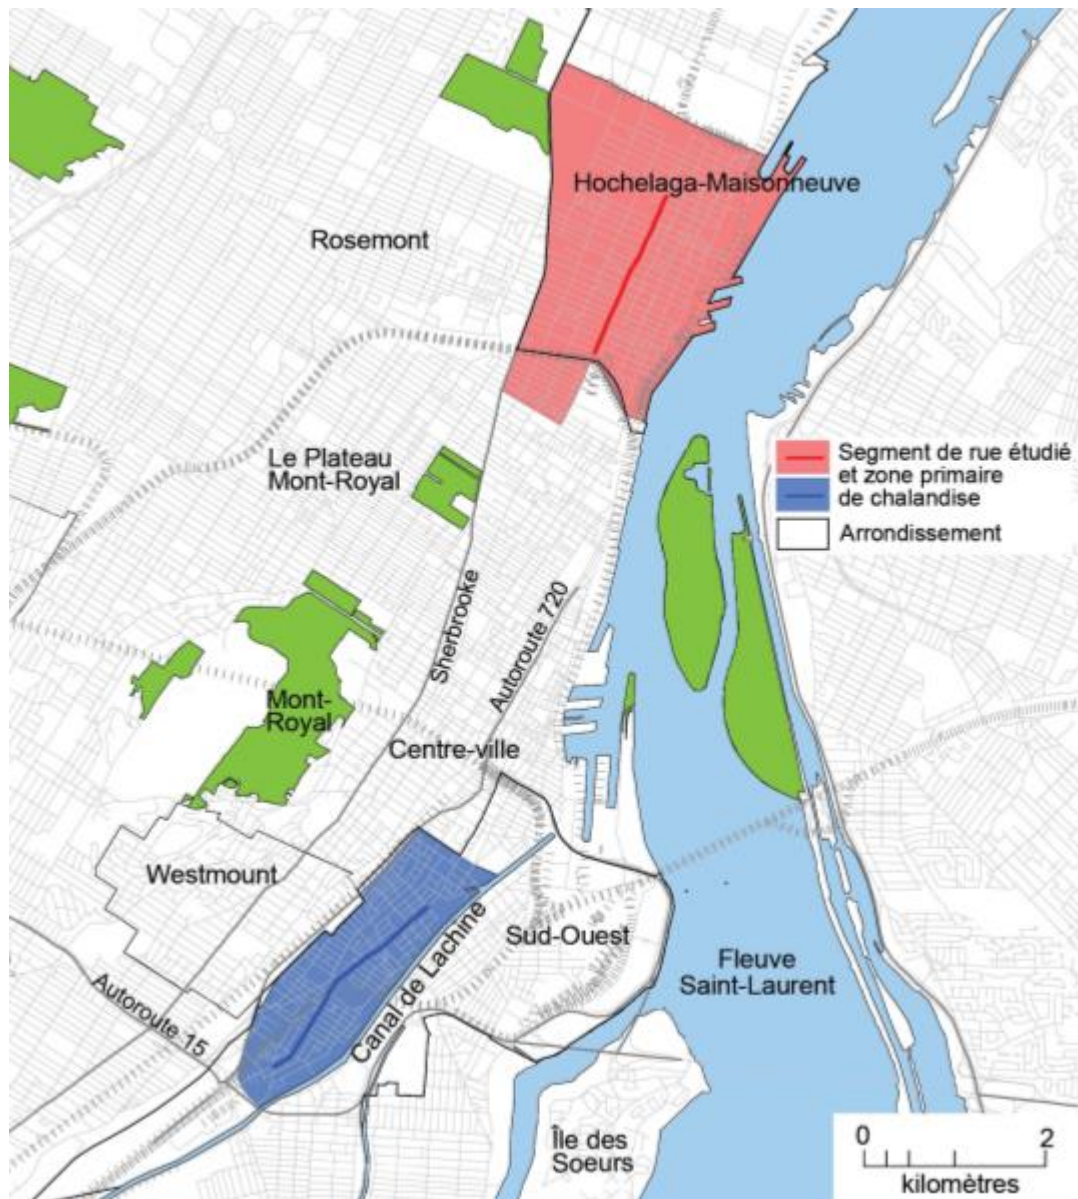 Hochelaga-Maisonneuve
Rosemont
Le Plateau
Mont-Royal
Segment de rue étudié
et zone primaire
de chalandise
Arrondissement
Sherbrooke
Autoroute 720
Mont-
Royal
Centre-ville
Westmount
Canal de Lachine
Sud-Ouest
Fleuve
Saint-Laurent
Autoroute 15
Île des
Soeurs
0 2
kilomètres